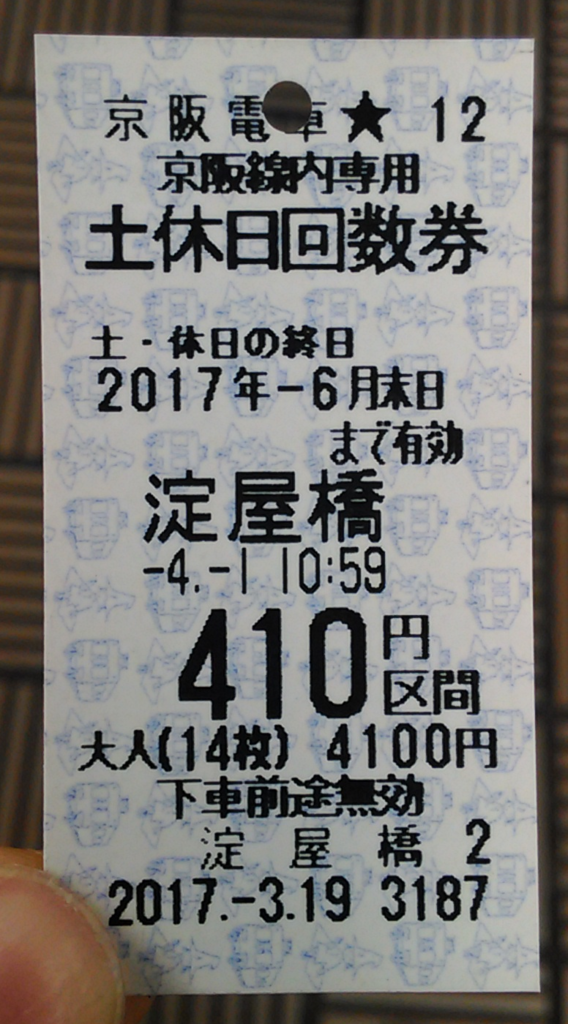 京阪電車★ 12
京阪線内専用
土休日回数券
土・休日の終日
2017年-6月末日
まで有効
淀屋橋
-4.-1 10:59
410円
区間
大人(14枚) 4100円
下車前途無効
淀屋橋 2
2017.-3.19 3187